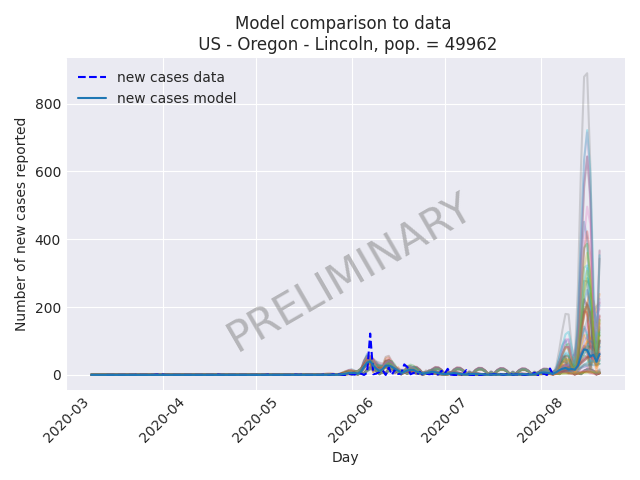 Model comparison to data
US - Oregon - Lincoln, pop. = 49962
new cases data
new cases model
Number of new cases reported
800
600
400
200
0
PRELIMINARY
2020-03
2020-04
2020-05
2020-06
2020-07
2020-08
Day